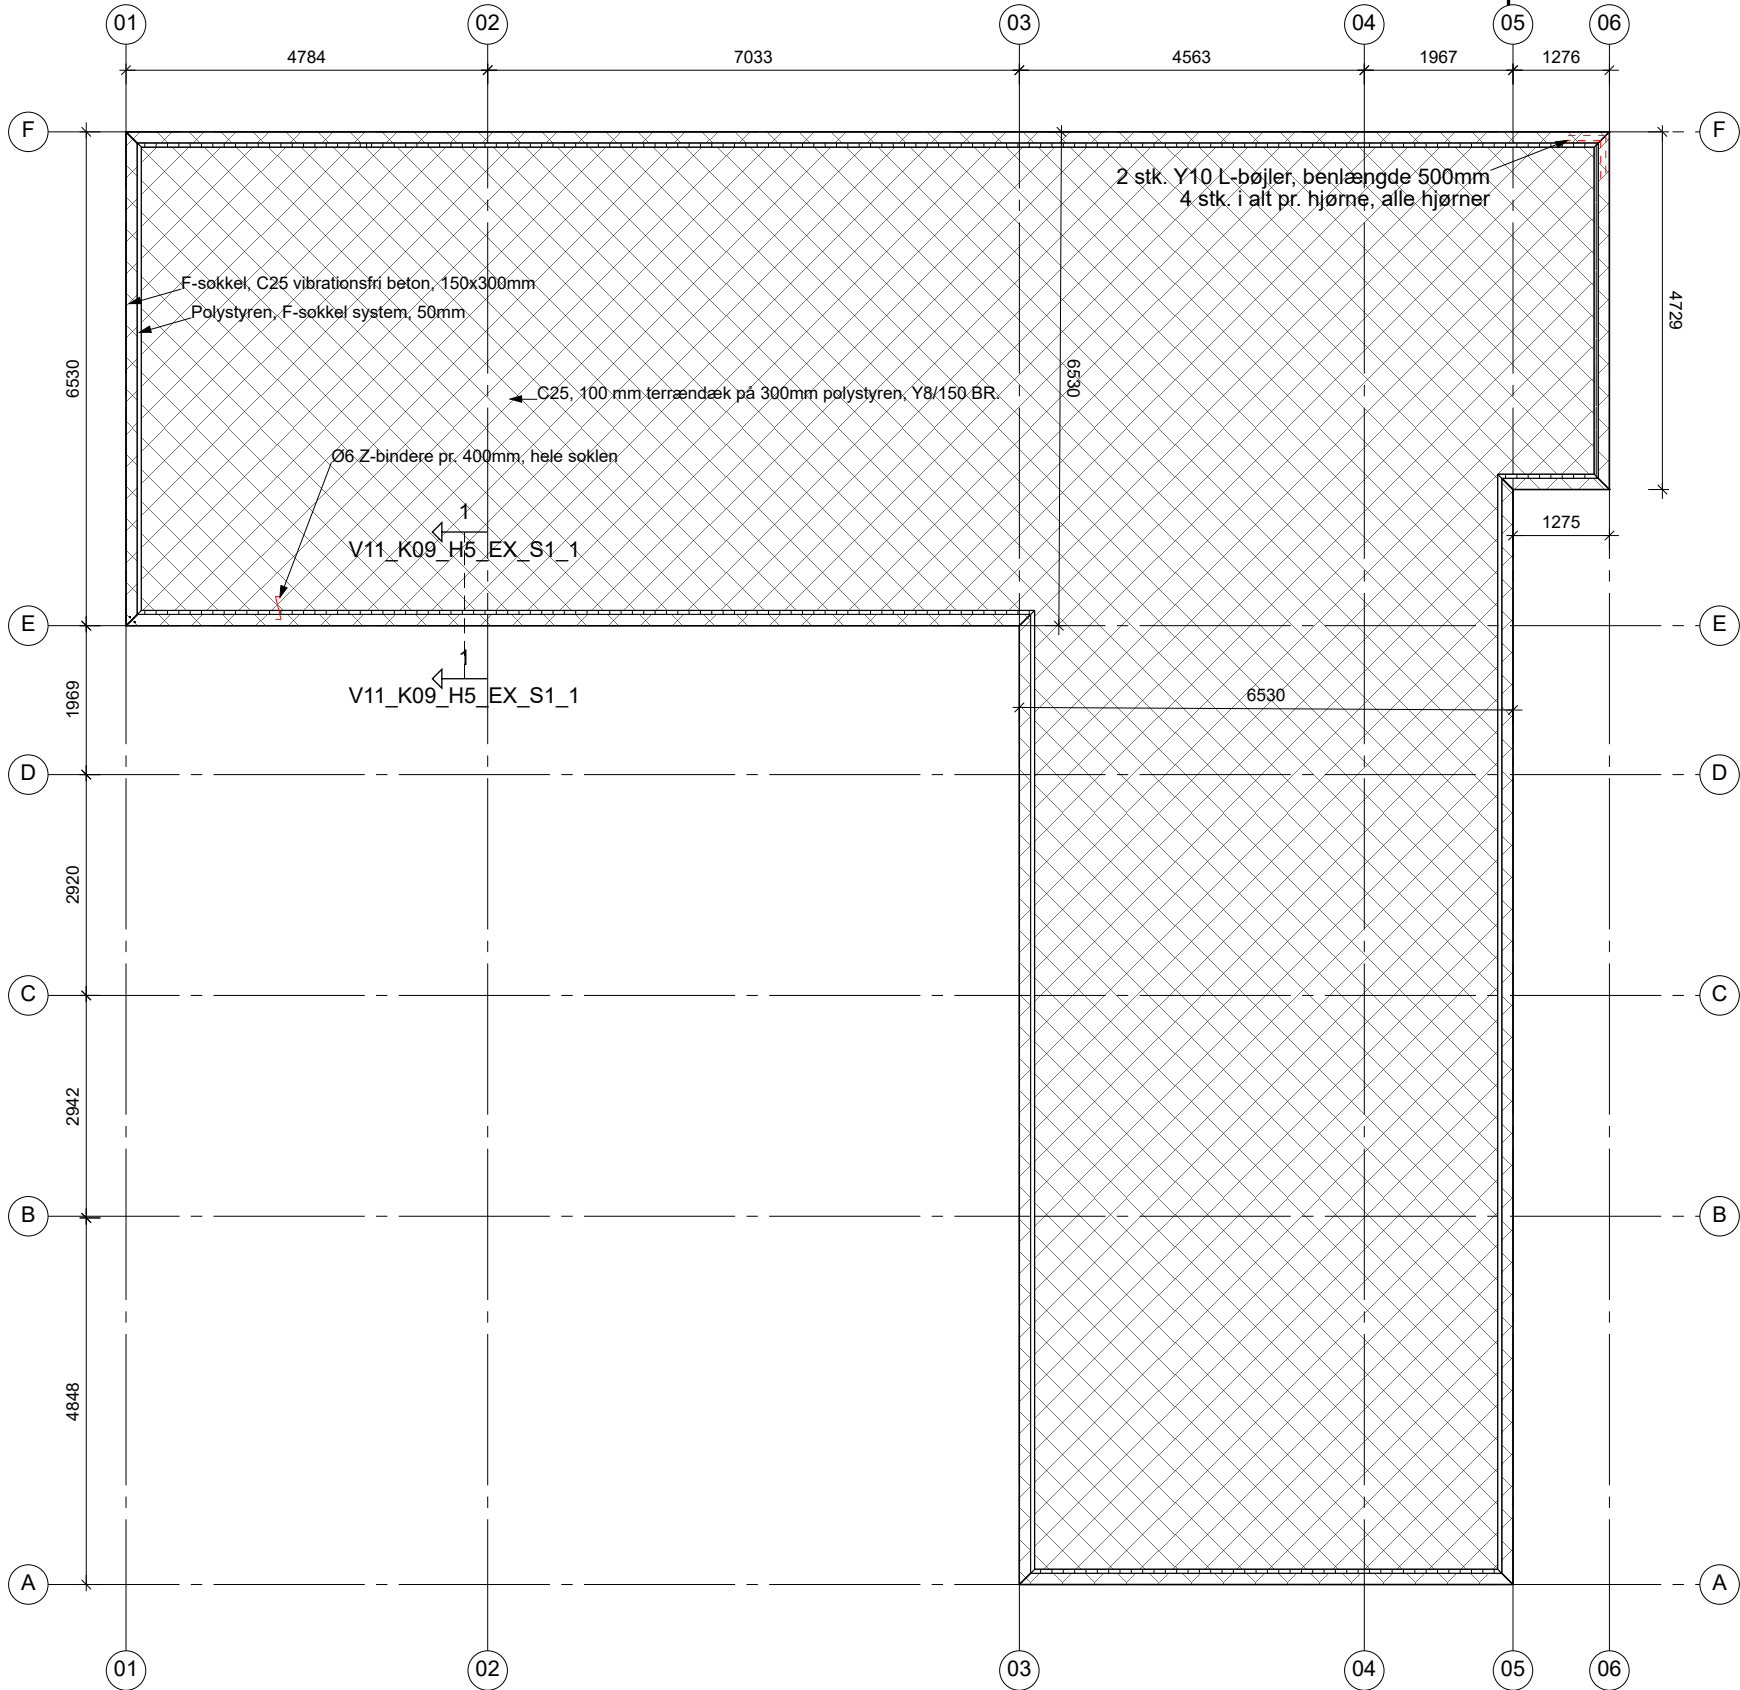 01 02 03 04 05 06
4784 7033 4563 1967 1276
F F
2 stk. Y10 L-bøjler, benlængde 500mm
4 stk. i alt pr. hjørne, alle hjørner
F-søkkel, C25 vibrationsfri beton, 150x300mm
Polystyren, F-søkkel system, 50mm
4729
6530
6530
C25, 100 mm terrændæk på 300mm polystyren, Y8/150 BR.
Ø6 Z-bindere pr. 400mm, hele soklen
1
V11_K09_H5_EX_S1_1
1275
E E
1
V11_K09_H5_EX_S1_1
1969
6530
D D
2920
C C
2942
B B
4848
A A
01 02 03 04 05 06